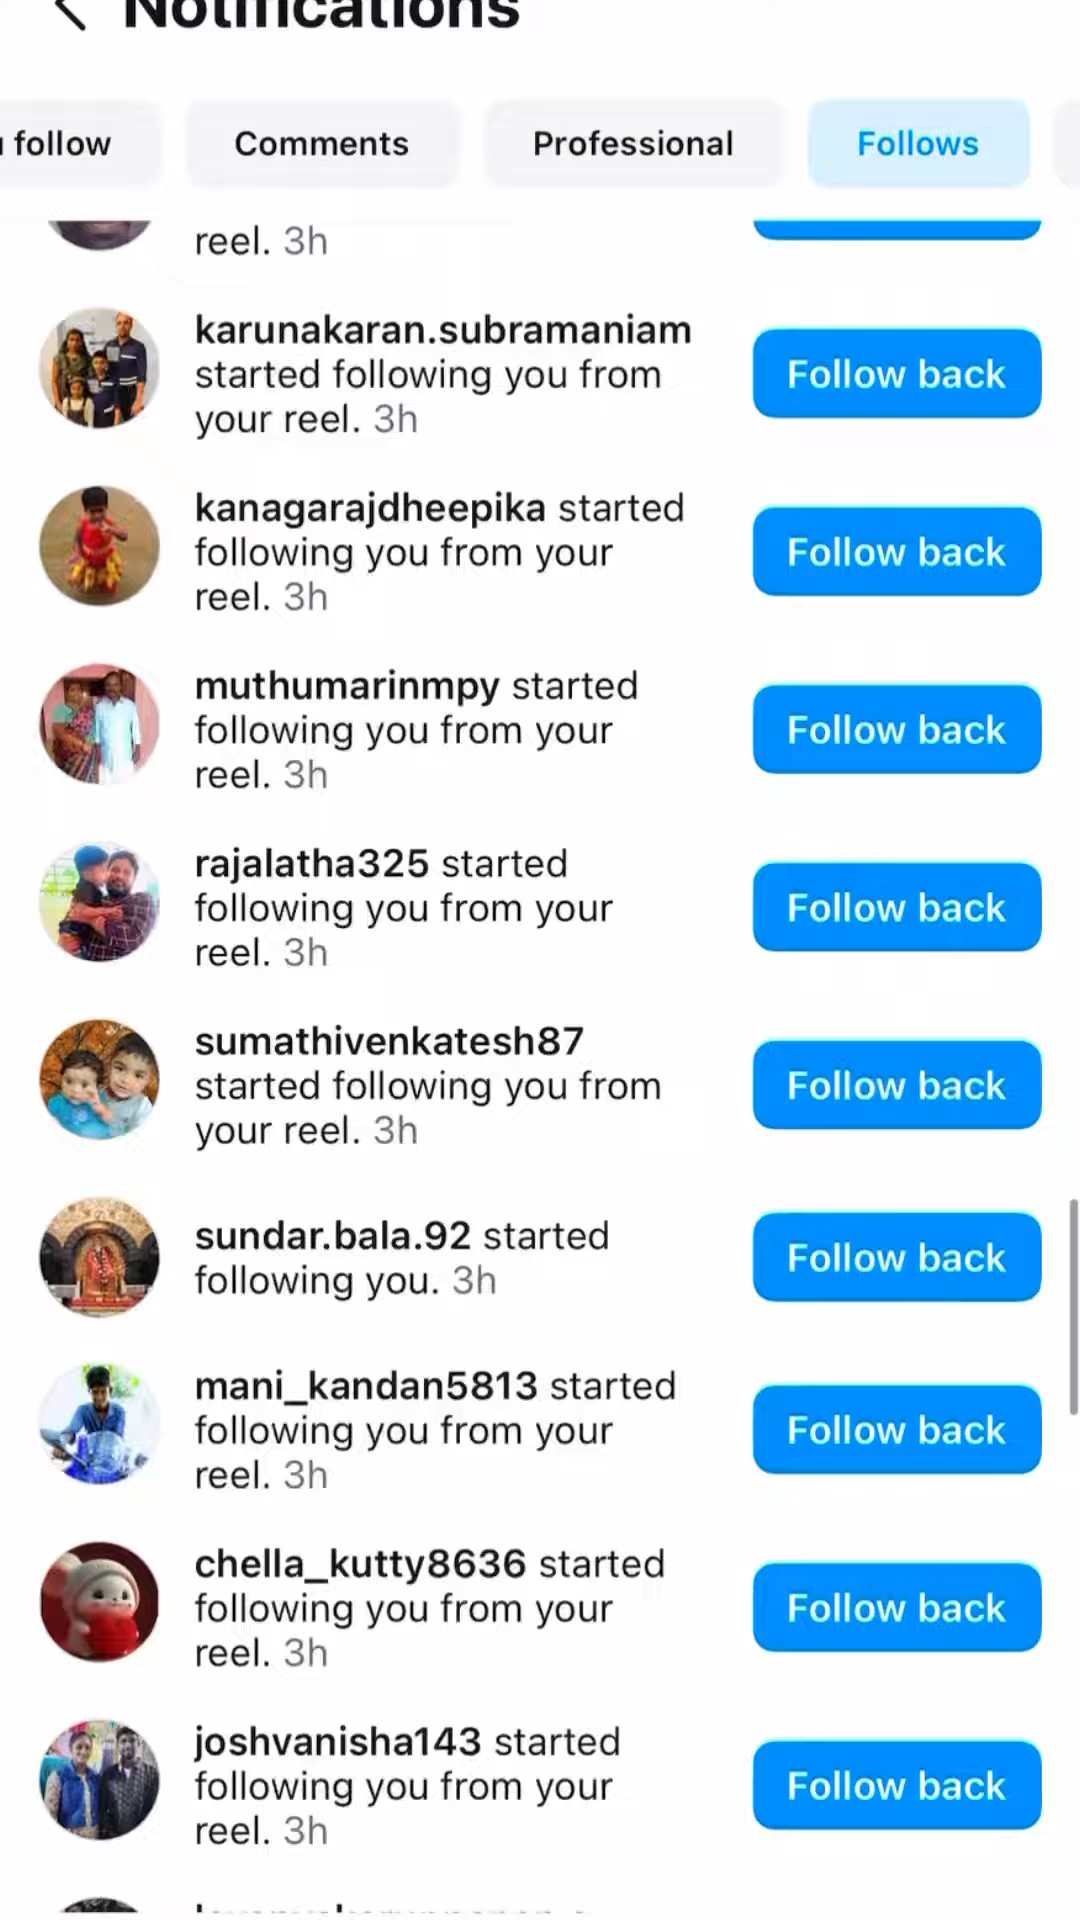 Notifications
follow
Comments
Professional
Follows
reel. 3h
karunakaran.subramaniam
started following you from
your reel. 3h
Follow back
kanagarajdheepika started
following you from your
reel. 3h
Follow back
muthumarinmpy started
following you from your
reel. 3h
Follow back
rajalatha325 started
following you from your
reel. 3h
Follow back
sumathivenkatesh87
started following you from
your reel. 3h
Follow back
sundar.bala.92 started
following you. 3h
Follow back
mani_kandan5813 started
following you from your
reel. 3h
Follow back
chella_kutty8636 started
following you from your
reel. 3h
Follow back
joshvanisha143 started
following you from your
reel. 3h
Follow back